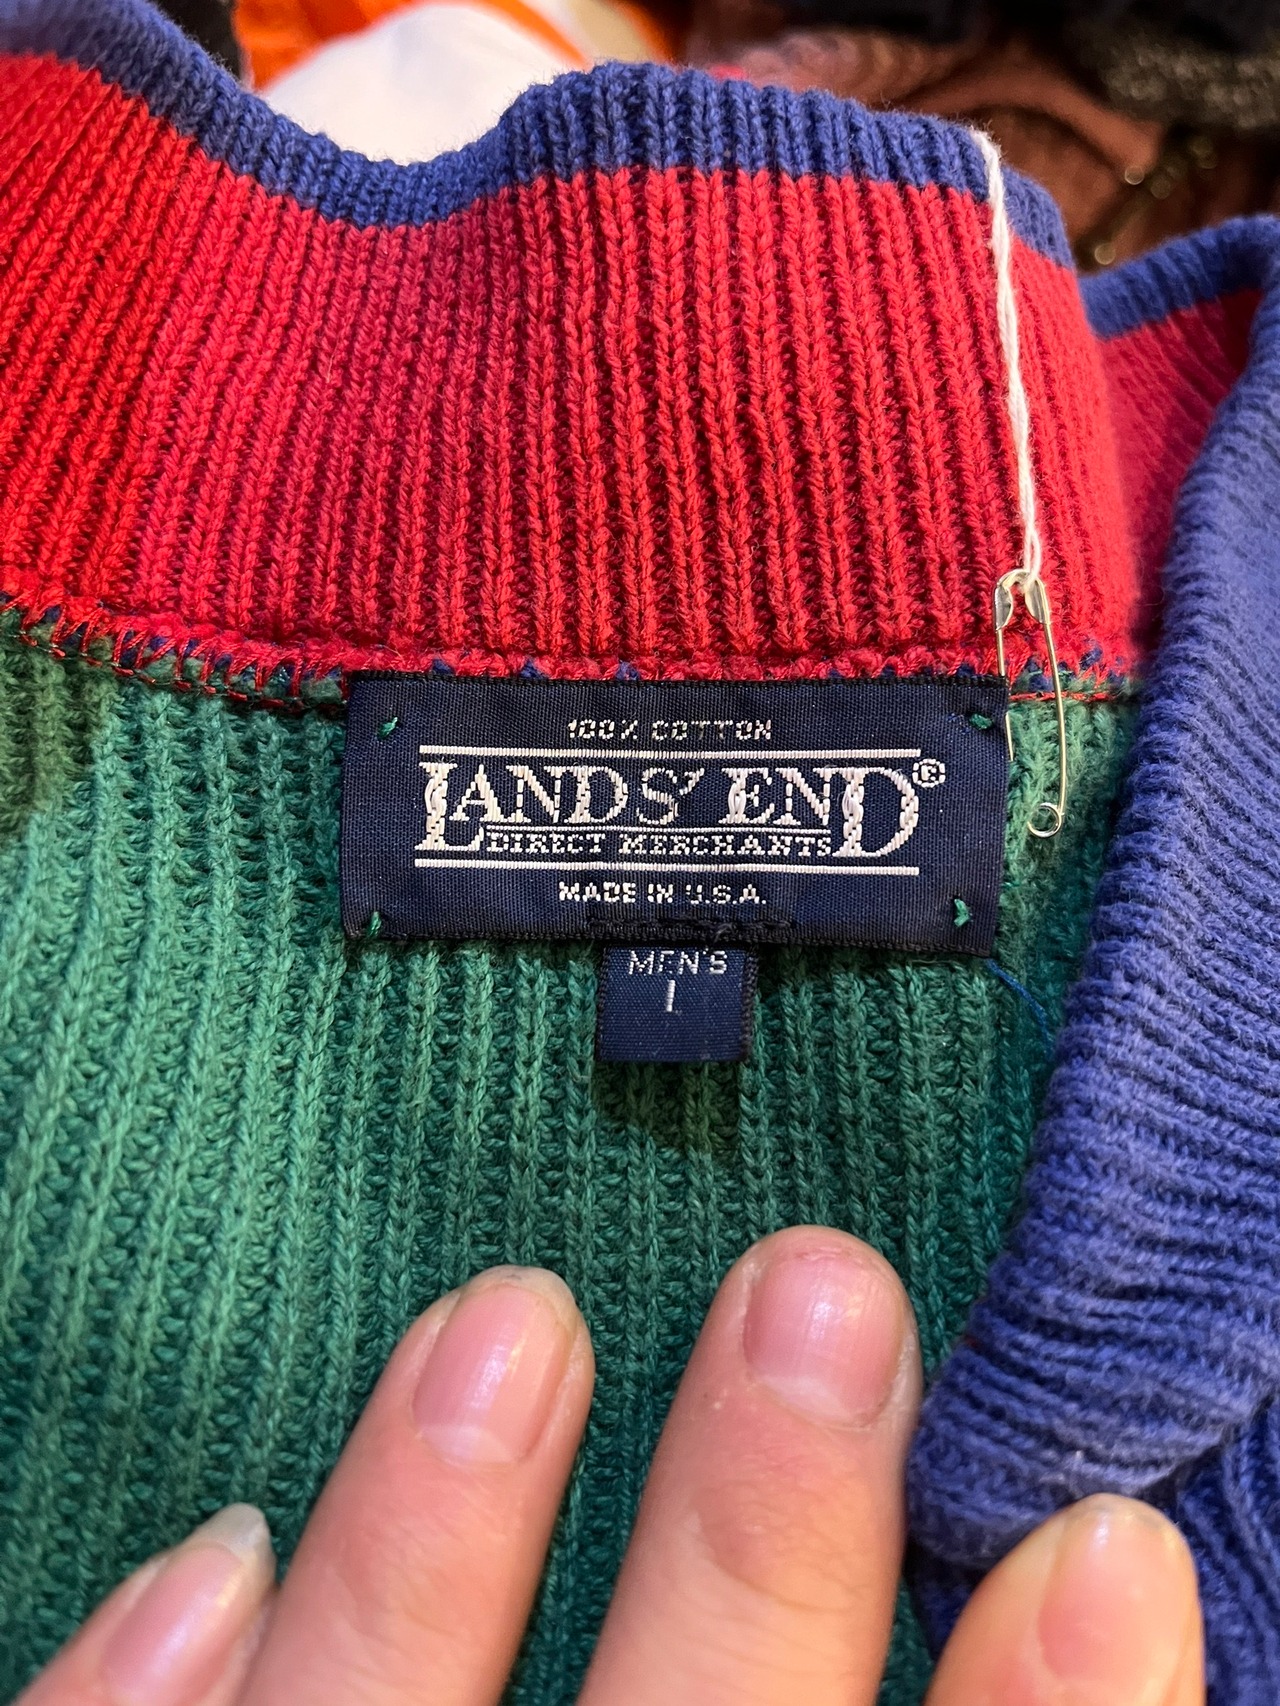 100% COTTON
LANDS' END®
DIRECT MERCHANTS
MADE IN U.S.A.
MEN'S
L